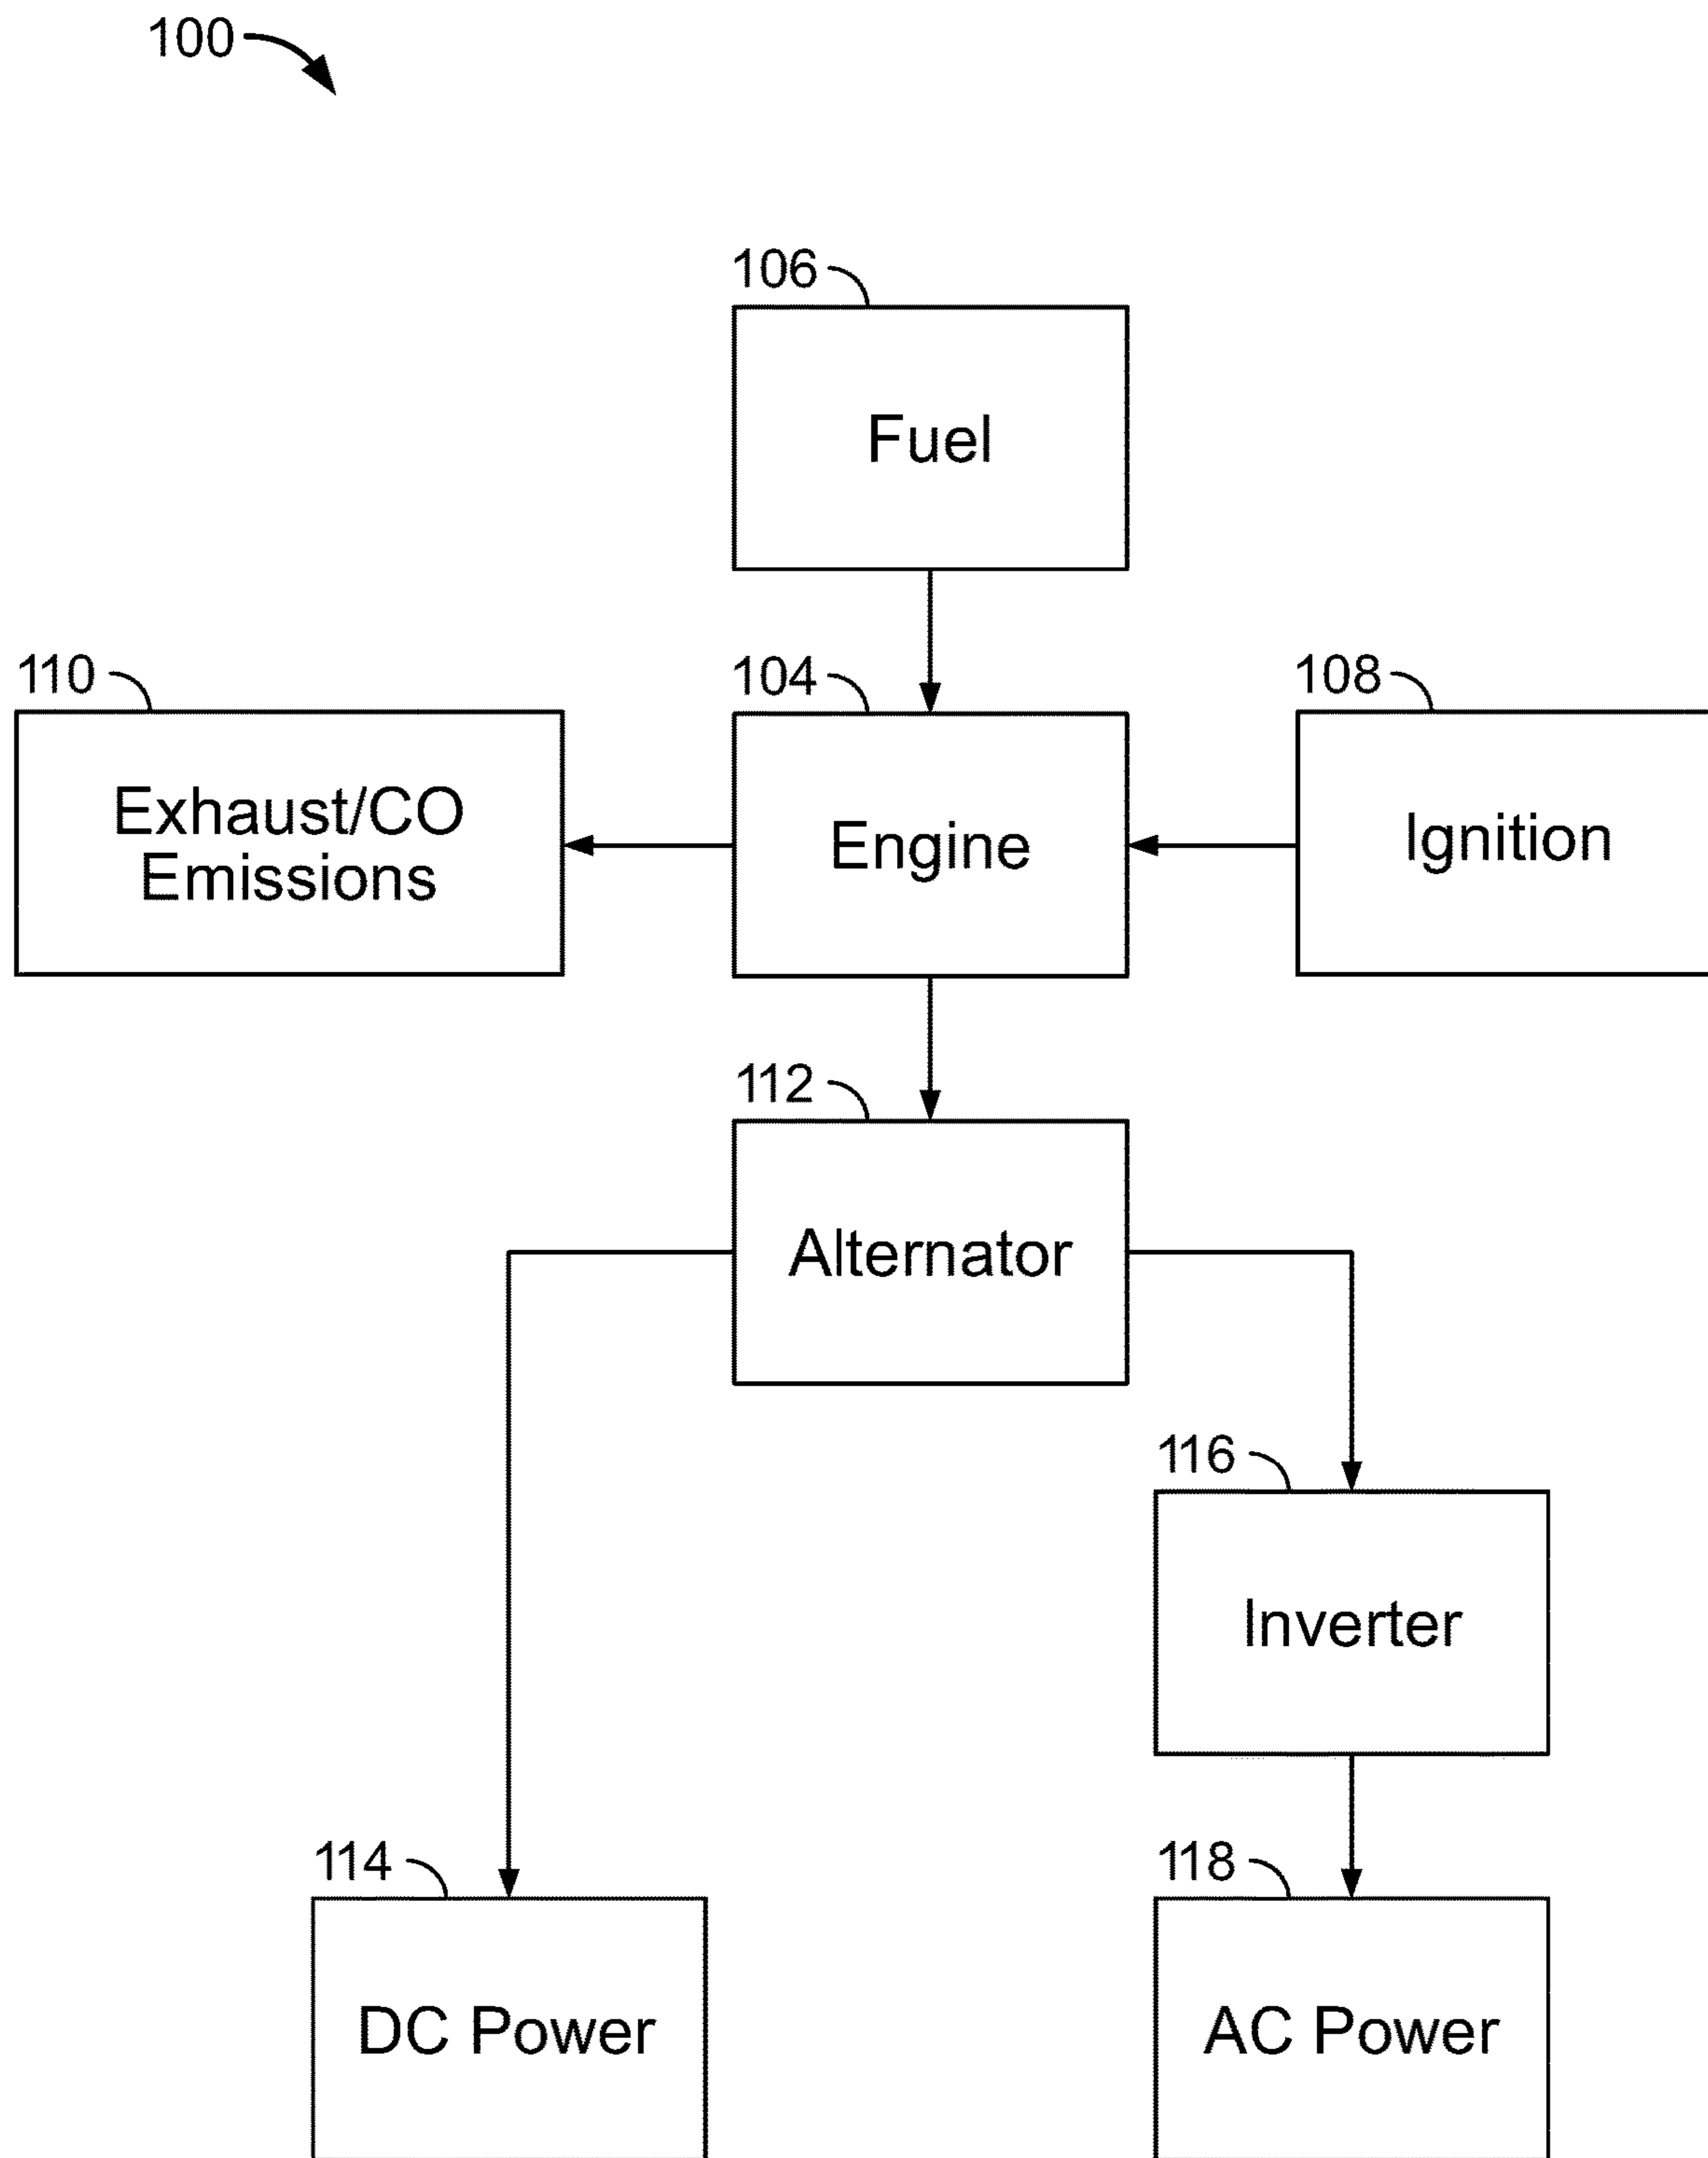 100
106
Fuel
110
104
108
Exhaust/CO
Emissions
Engine
Ignition
112
Alternator
116
Inverter
114
118
DC Power
AC Power